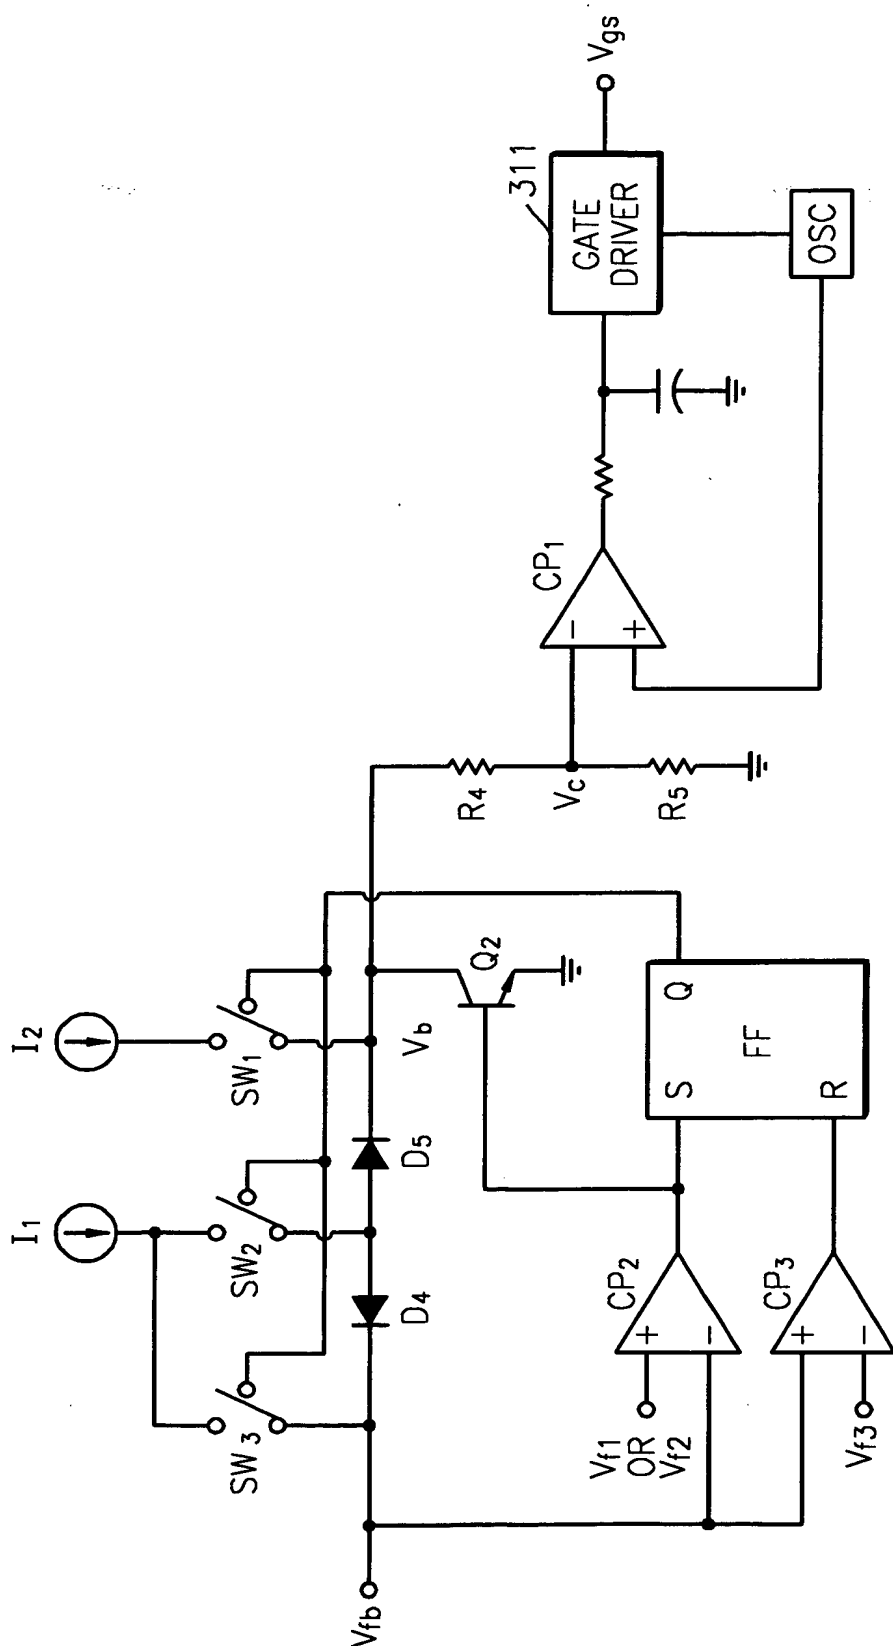 I1
I2
SW3
SW2
SW1
Vfb
D4
D5
Vb
Q2
R4
Vc
R5
CP1
-
+
311
GATE
DRIVER
Vgs
OSC
Vf1
OR
Vf2
+
-
CP2
S
Q
FF
R
Vf3
+
-
CP3